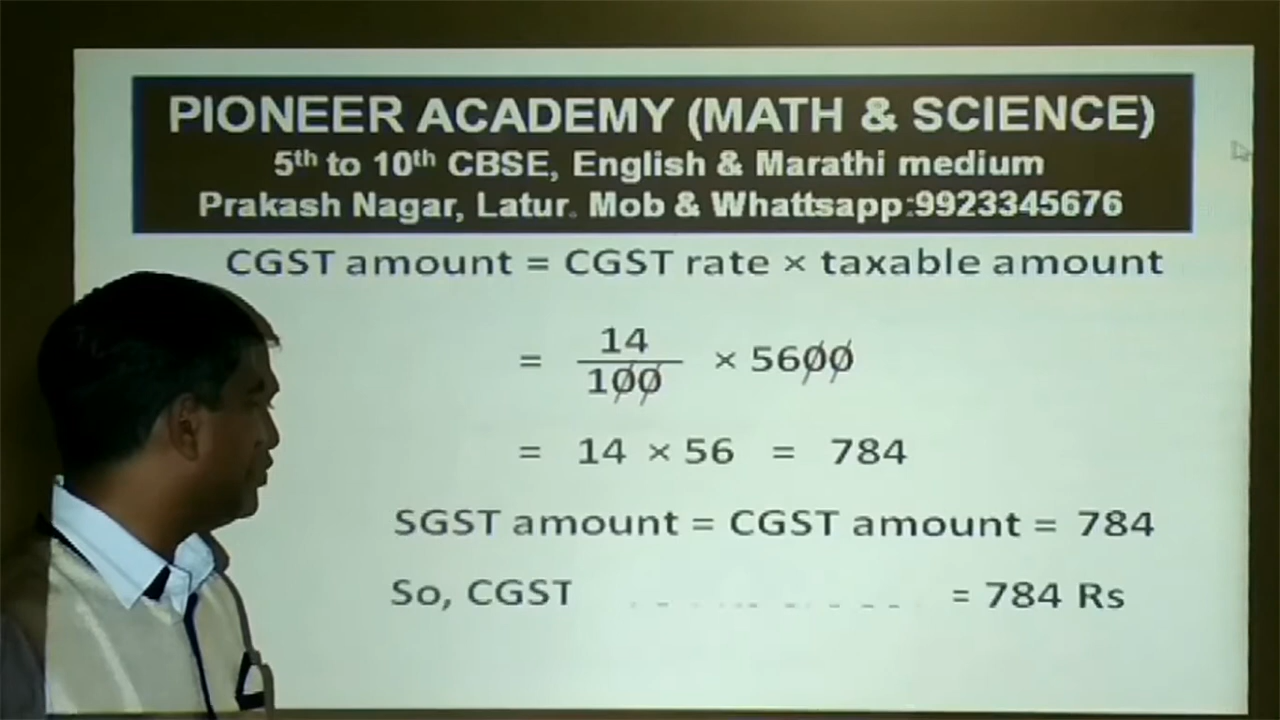 PIONEER ACADEMY (MATH & SCIENCE)
5th to 10th CBSE, English & Marathi medium
Prakash Nagar, Latur. Mob & Whattsapp:9923345676
CGST amount = CGST rate × taxable amount
= 14/100 × 5600
= 14 × 56 = 784
SGST amount = CGST amount = 784
So, CGST = 784 Rs